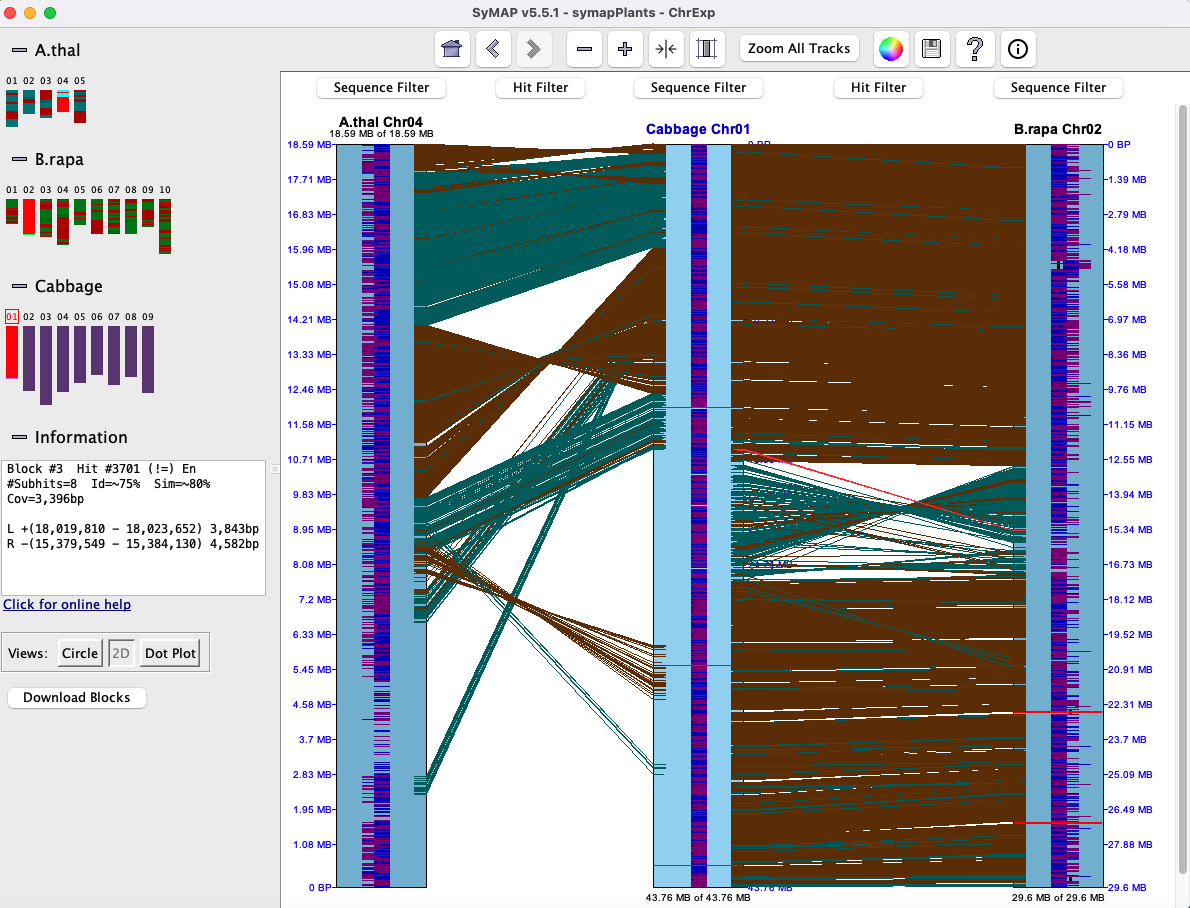 SyMAP v5.5.1 - symapPlants - ChrExp
Zoom All Tracks
A.thal
01 02 03 04 05
B.rapa
01 02 03 04 05 06 07 08 09 10
Cabbage
01 02 03 04 05 06 07 08 09
Information
Block #3 Hit #3701 (!=) En
#Subhits=8 Id=~75% Sim=~80%
Cov=3,396bp
L +(18,019,810 - 18,023,652) 3,843bp
R -(15,379,549 - 15,384,130) 4,582bp
Click for online help
Views: Circle 2D Dot Plot
Download Blocks
Sequence Filter Hit Filter Sequence Filter Hit Filter Sequence Filter
A.thal Chr04
18.59 MB of 18.59 MB
18.59 MB
17.71 MB
16.83 MB
15.96 MB
15.08 MB
14.21 MB
13.33 MB
12.46 MB
11.58 MB
10.71 MB
9.83 MB
8.95 MB
8.08 MB
7.2 MB
6.33 MB
5.45 MB
4.58 MB
3.7 MB
2.83 MB
1.95 MB
1.08 MB
0 BP
Cabbage Chr01
0 BP
43.76 MB
43.76 MB of 43.76 MB
B.rapa Chr02
0 BP
1.39 MB
2.79 MB
4.18 MB
5.58 MB
6.97 MB
8.36 MB
9.76 MB
11.15 MB
12.55 MB
13.94 MB
15.34 MB
16.73 MB
18.12 MB
19.52 MB
20.91 MB
22.31 MB
23.7 MB
25.09 MB
26.49 MB
27.88 MB
29.6 MB
29.6 MB of 29.6 MB